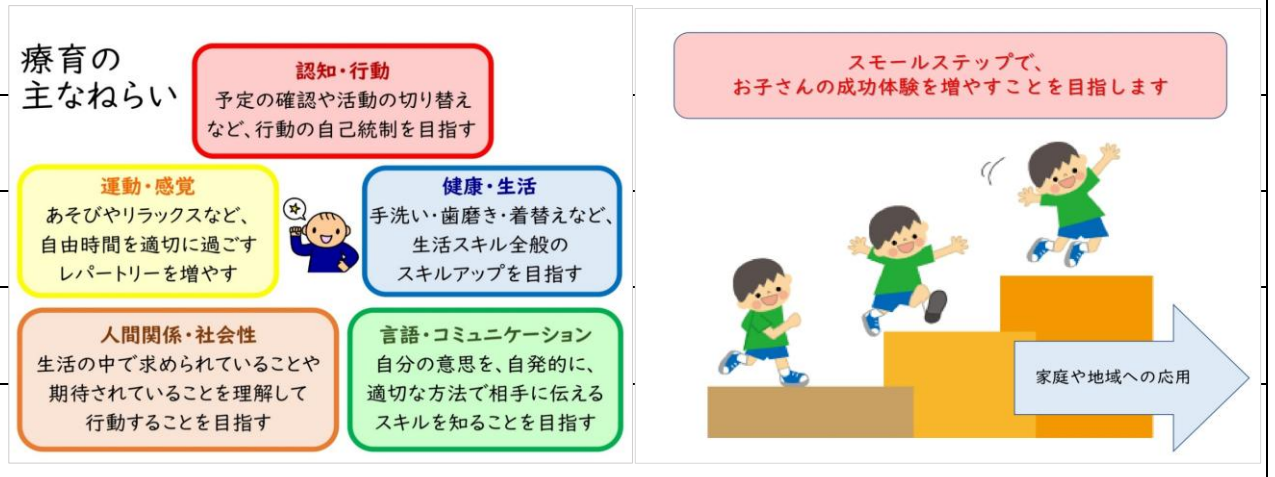 療育の
主なねらい
認知・行動
予定の確認や活動の切り替え
など、行動の自己統制を目指す
運動・感覚
あそびやリラックスなど、
自由時間を適切に過ごす
レパートリーを増やす
健康・生活
手洗い・歯磨き・着替えなど、
生活スキル全般の
スキルアップを目指す
人間関係・社会性
生活の中で求められていることや
期待されていることを理解して
行動することを目指す
言語・コミュニケーション
自分の意思を、自発的に、
適切な方法で相手に伝える
スキルを知ることを目指す
スモールステップで、
お子さんの成功体験を増やすことを目指します
家庭や地域への応用